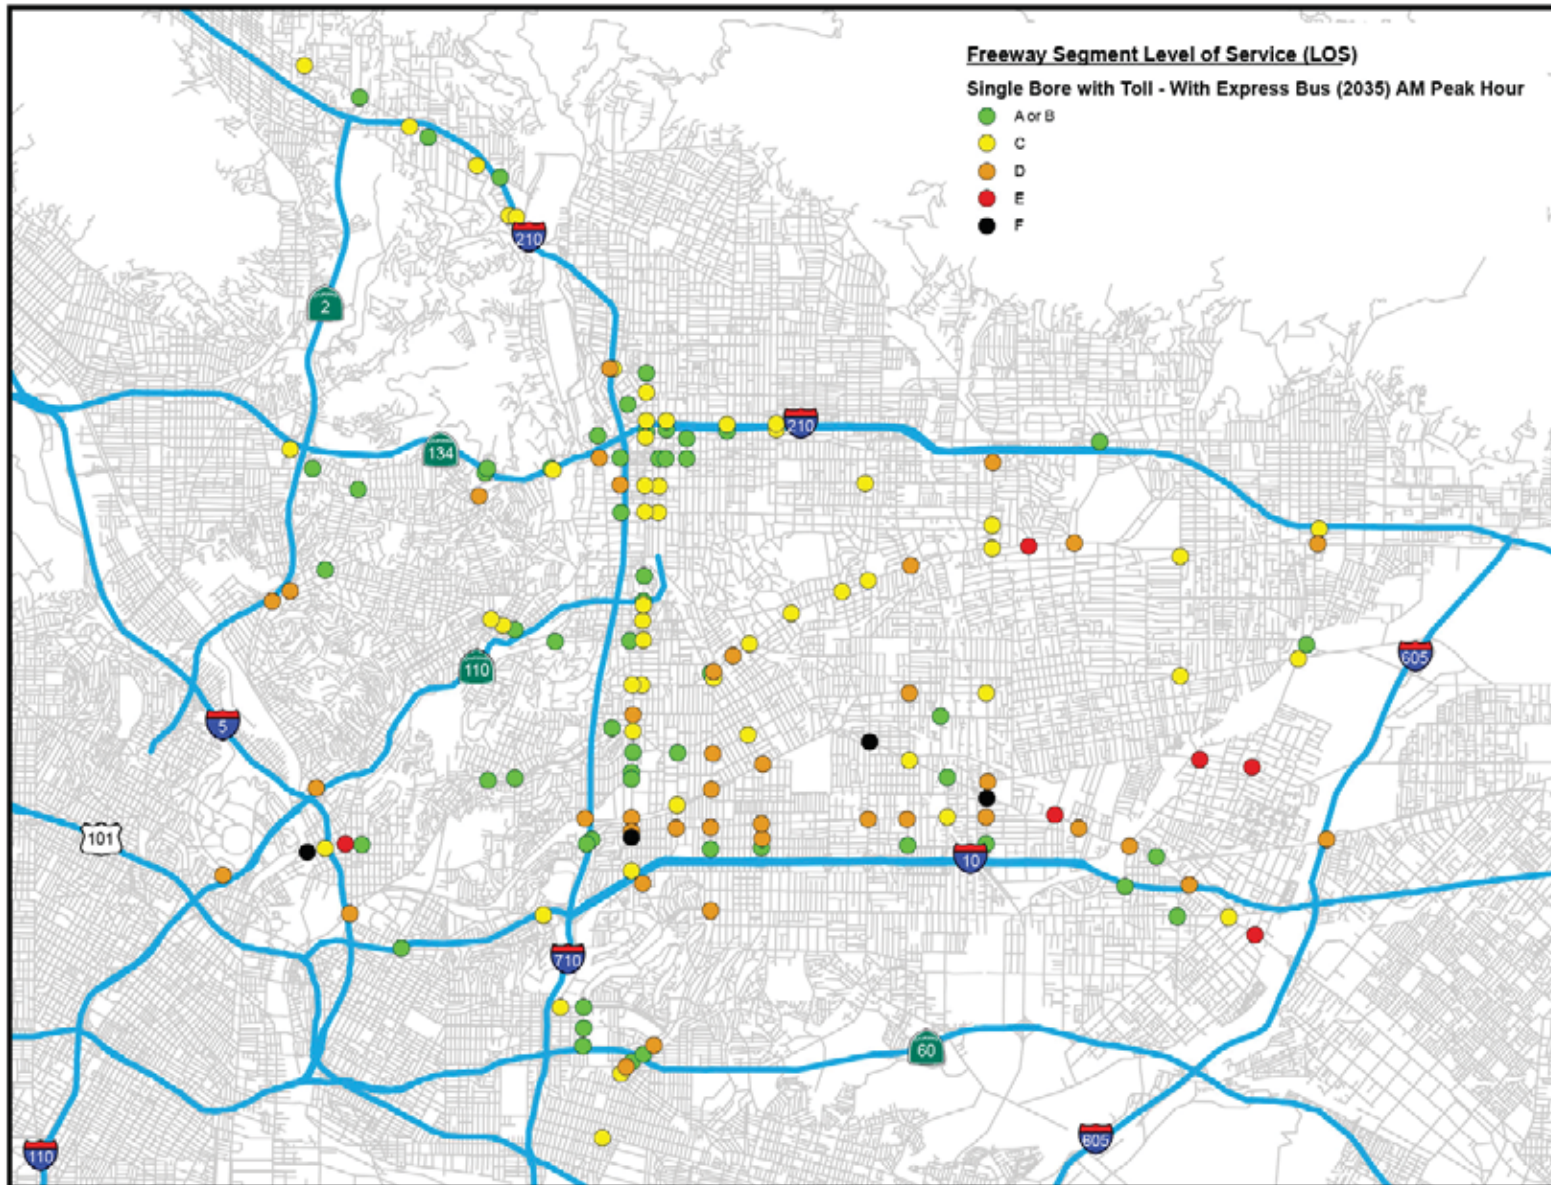 Freeway Segment Level of Service (LOS)
Single Bore with Toll - With Express Bus (2035) AM Peak Hour
A or B
C
D
E
F
210
2
134
210
110
605
5
101
10
710
60
605
110